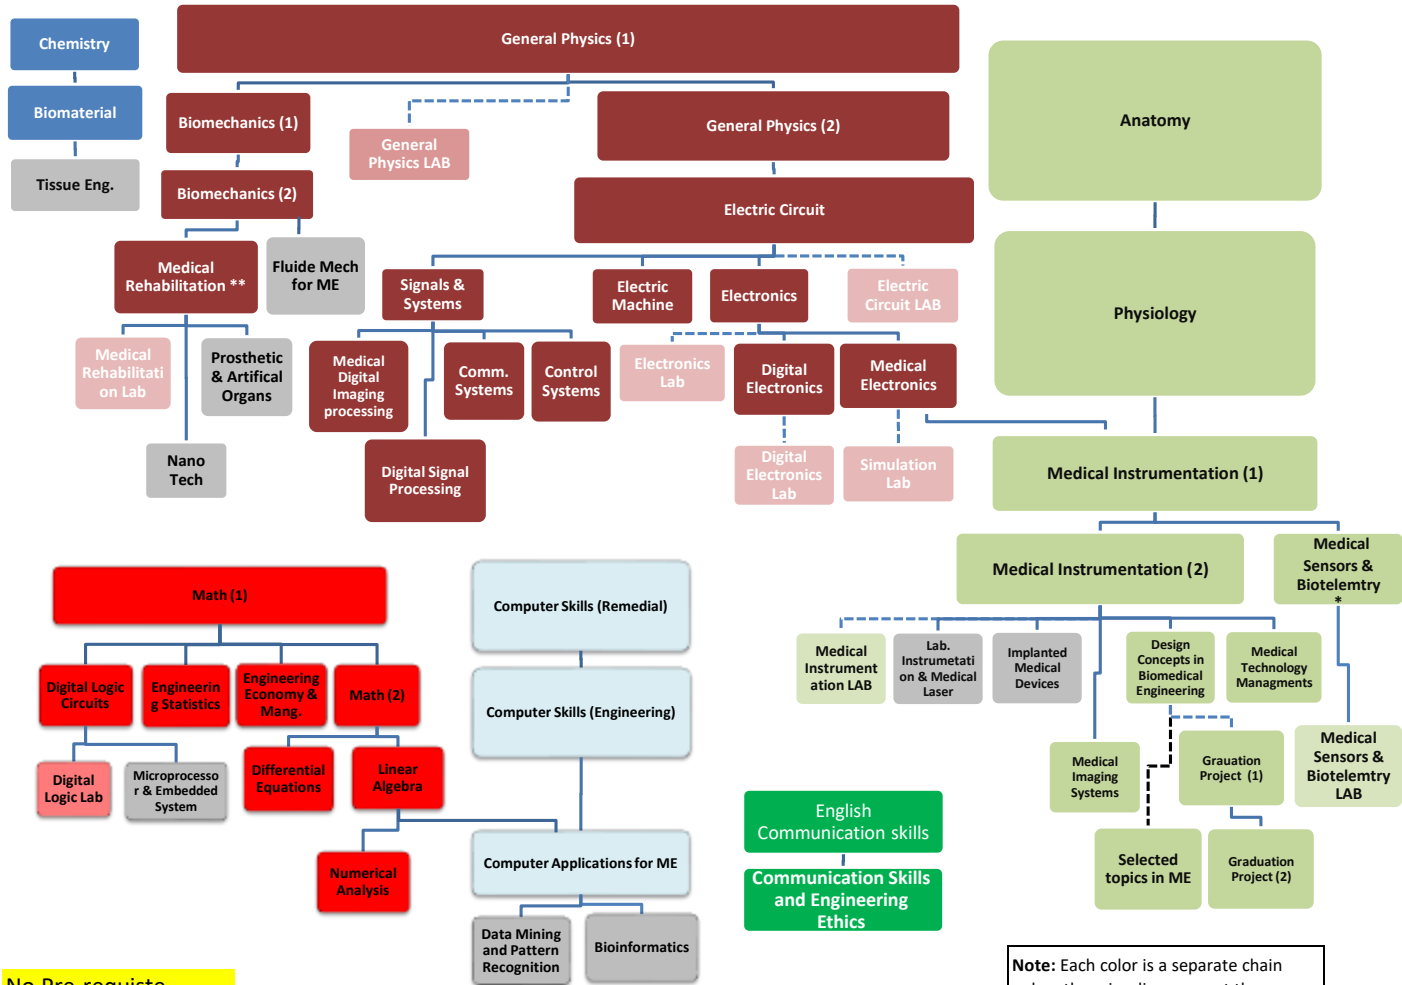 General Physics (1)
Chemistry
Biomaterial
Tissue Eng.
Biomechanics (1)
General
Physics LAB
General Physics (2)
Anatomy
Biomechanics (2)
Electric Circuit
Medical
Rehabilitation **
Fluide Mech
for ME
Signals &
Systems
Electric
Machine
Electronics
Electric
Circuit LAB
Physiology
Medical
Rehabilitati
on Lab
Prosthetic
& Artifical
Organs
Medical
Digital
Imaging
processing
Comm.
Systems
Control
Systems
Electronics
Lab
Digital
Electronics
Medical
Electronics
Nano
Tech
Digital Signal
Processing
Digital
Electronics
Lab
Simulation
Lab
Medical Instrumentation (1)
Medical Instrumentation (2)
Medical
Sensors &
Biotelemtry
*
Math (1)
Computer Skills (Remedial)
Medical
Instrument
ation LAB
Lab.
Instrumetati
on & Medical
Laser
Implanted
Medical
Devices
Design
Concepts in
Biomedical
Engineering
Medical
Technology
Managments
Digital Logic
Circuits
Engineerin
g Statistics
Engineering
Economy &
Mang.
Math (2)
Computer Skills (Engineering)
Digital
Logic Lab
Microprocesso
r & Embedded
System
Differential
Equations
Linear
Algebra
Medical
Imaging
Systems
Grauation
Project (1)
Medical
Sensors &
Biotelemtry
LAB
English
Communication skills
Numerical
Analysis
Computer Applications for ME
Communication Skills
and Engineering
Ethics
Selected
topics in ME
Graduation
Project (2)
Data Mining
and Pattern
Recognition
Bioinformatics
No Pre-requiste
Note: Each color is a separate chain